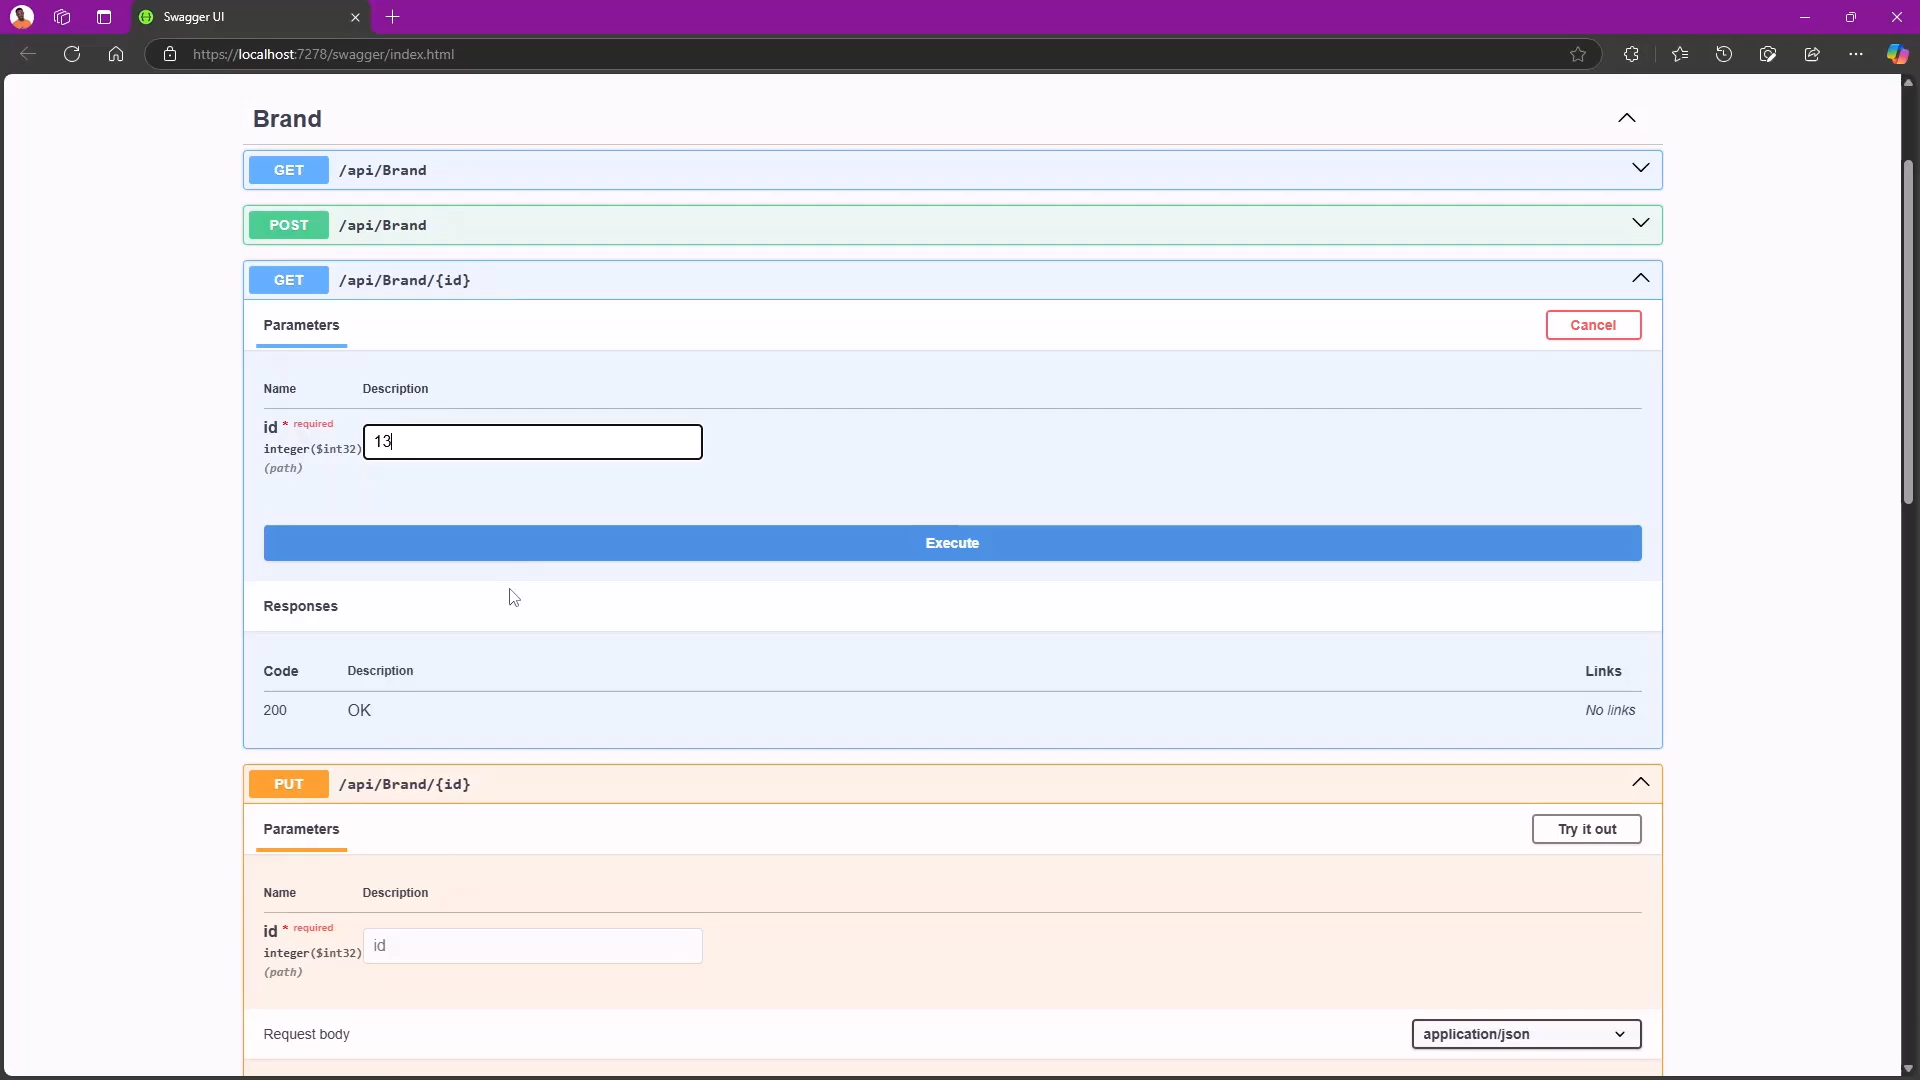 Swagger UI
https://localhost:7278/swagger/index.html
Brand
GET /api/Brand
POST /api/Brand
GET /api/Brand/{id}
Parameters Cancel
Name Description
id * required
integer($int32)
(path)
13
Execute
Responses
Code Description Links
200 OK No links
PUT /api/Brand/{id}
Parameters Try it out
Name Description
id * required
integer($int32)
(path)
id
Request body application/json